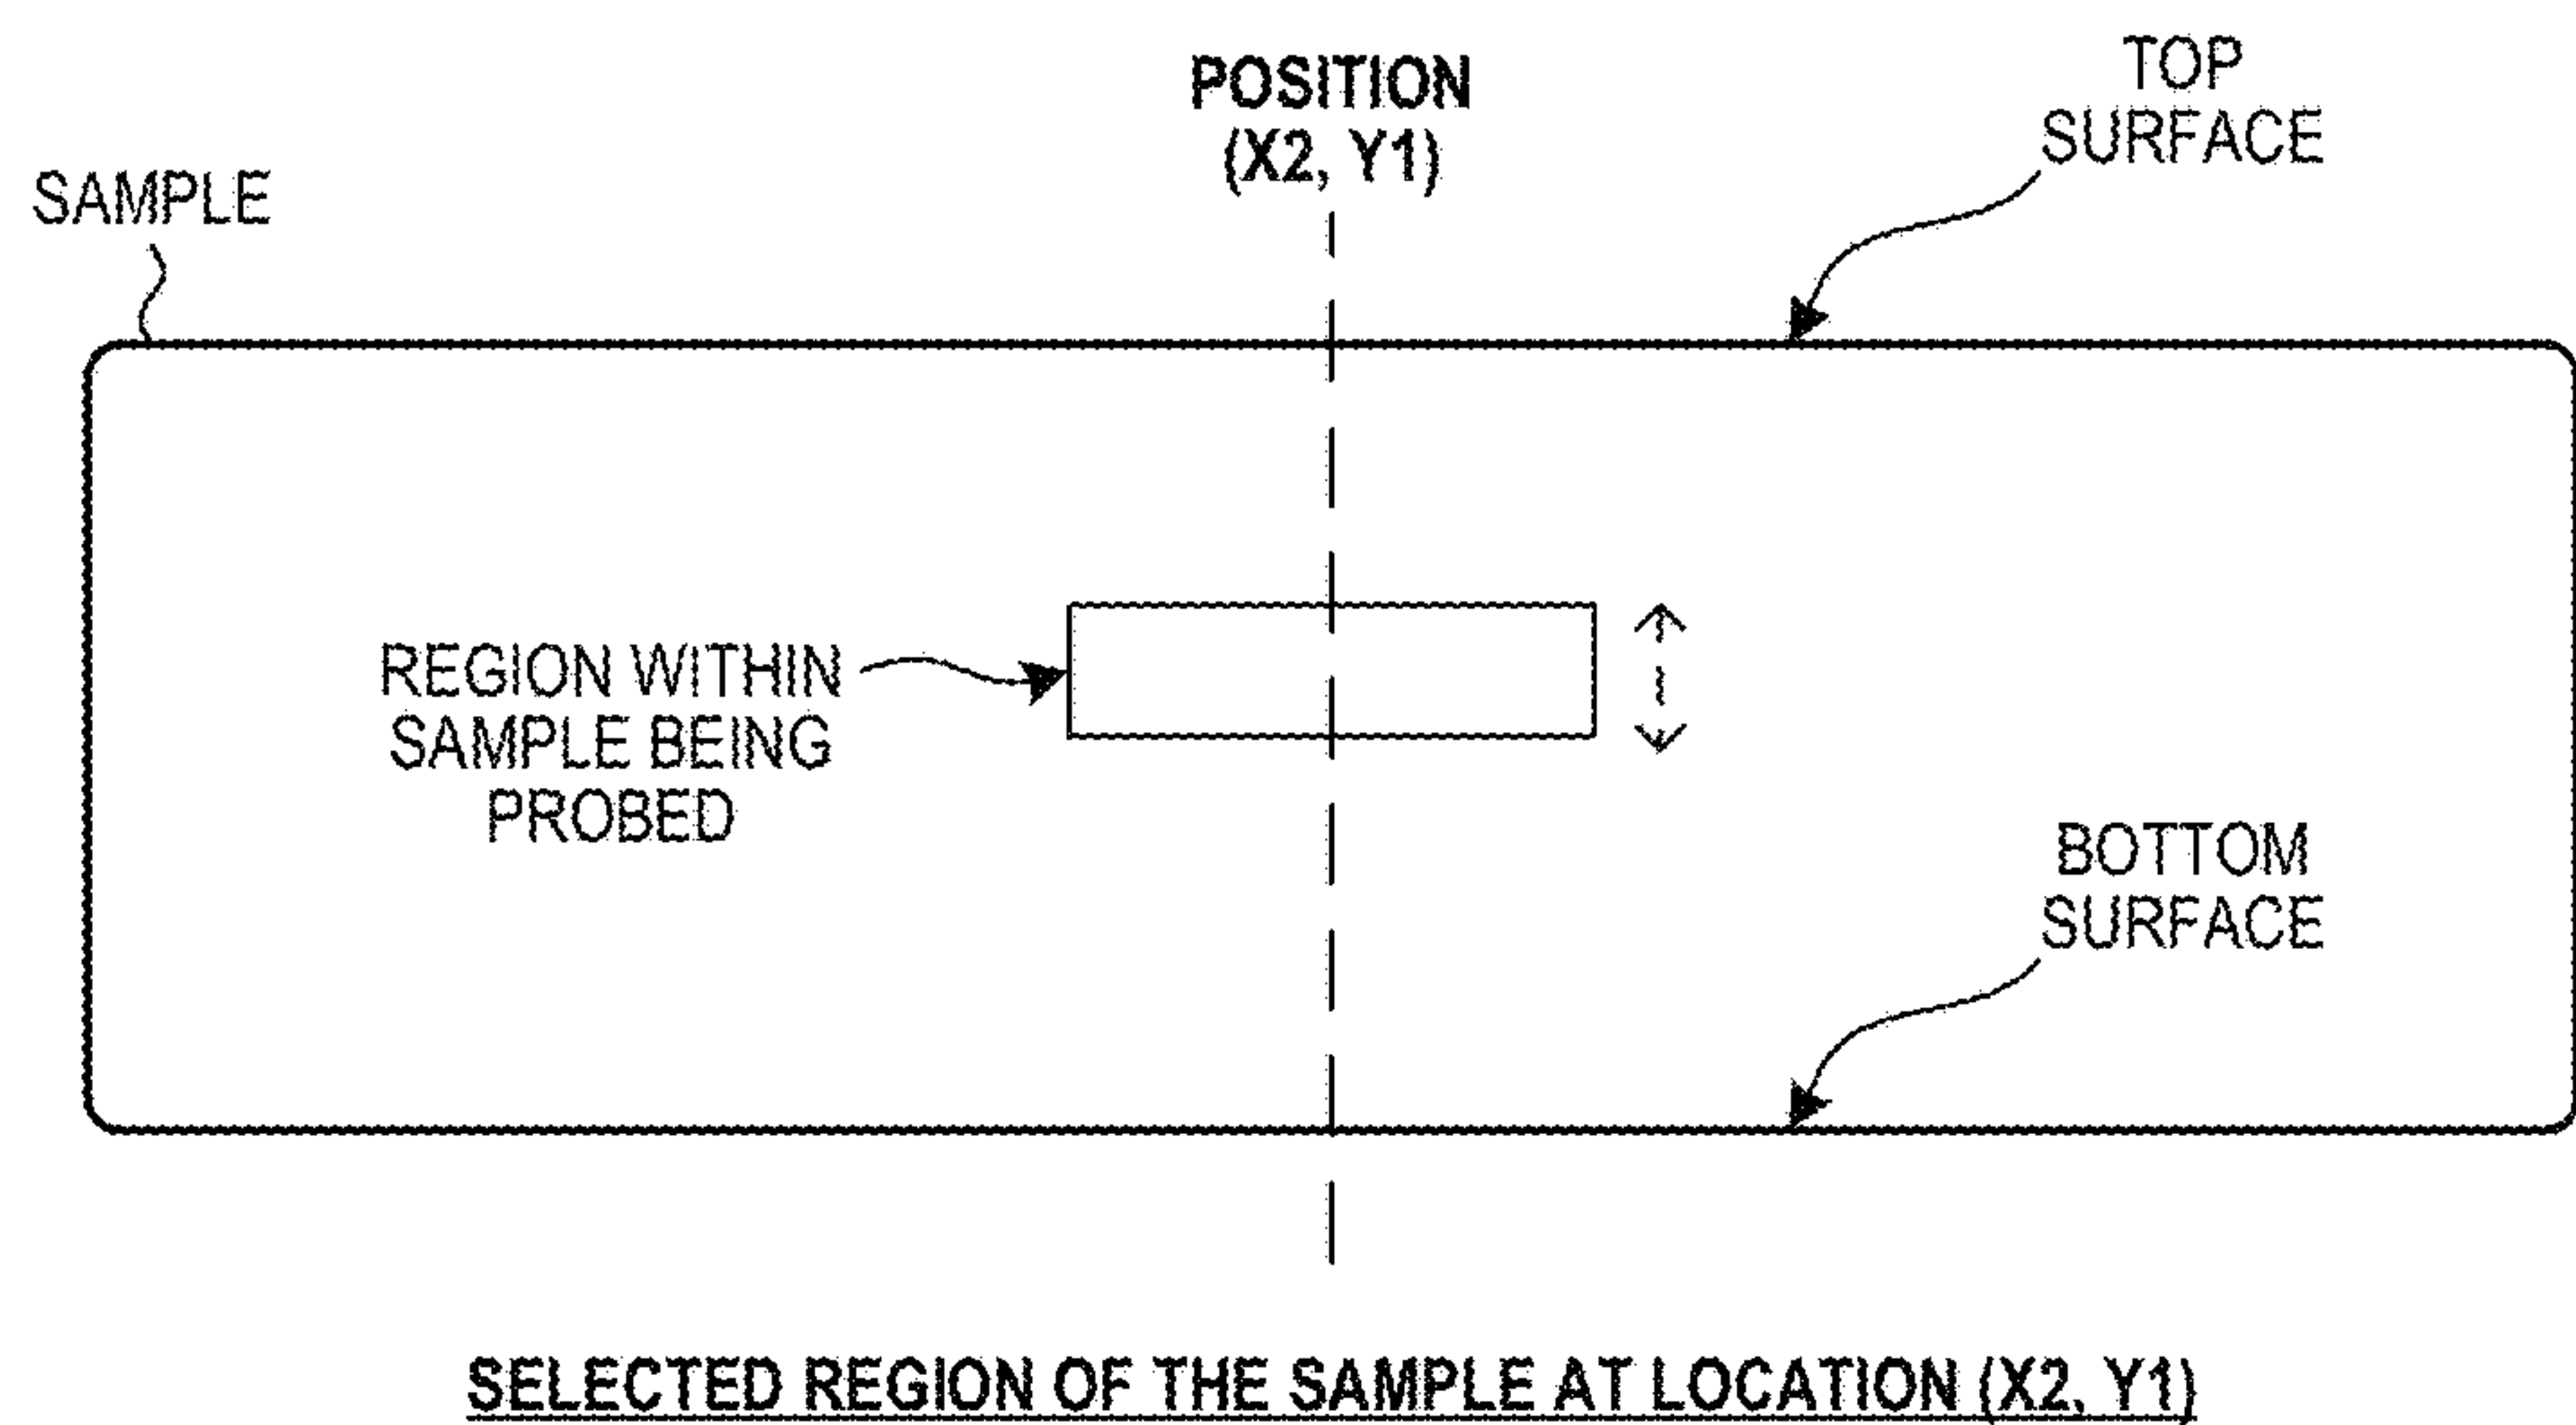 POSITION
(X2, Y1)
TOP
SURFACE
SAMPLE
REGION WITHIN
SAMPLE BEING
PROBED
BOTTOM
SURFACE
SELECTED REGION OF THE SAMPLE AT LOCATION (X2, Y1)